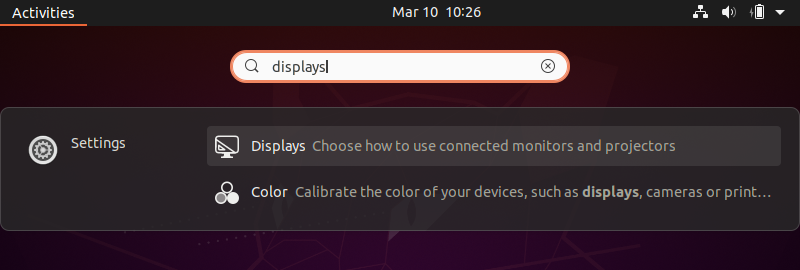 Activities
Mar 10 10:26
displays
Settings
Displays Choose how to use connected monitors and projectors
Color Calibrate the color of your devices, such as displays, cameras or print…